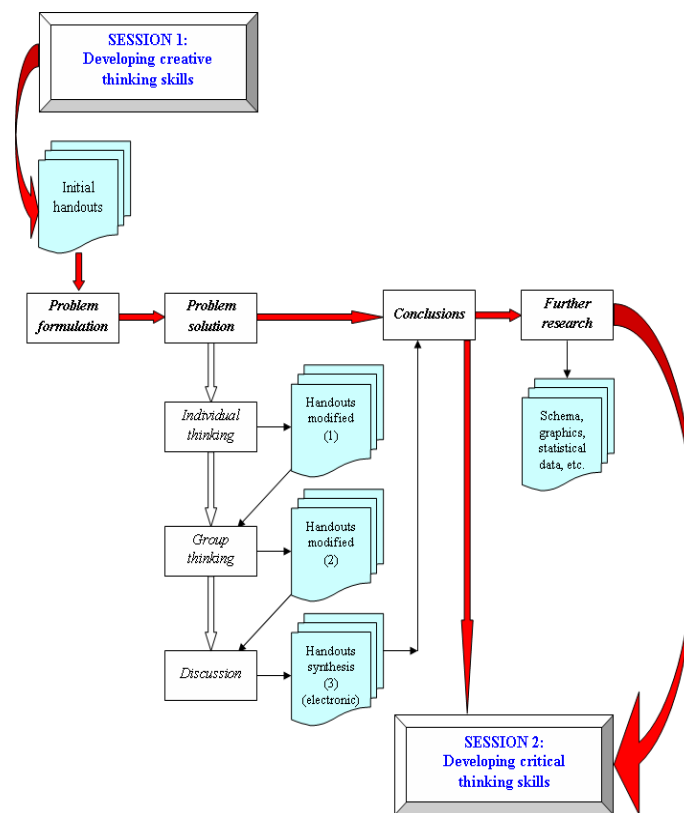 SESSION 1:
Developing creative
thinking skills
Initial
handouts
Problem
formulation
Problem
solution
Conclusions
Further
research
Individual
thinking
Handouts
modified
(1)
Schema,
graphics,
statistical
data, etc.
Group
thinking
Handouts
modified
(2)
Discussion
Handouts
synthesis
(3)
(electronic)
SESSION 2:
Developing critical
thinking skills